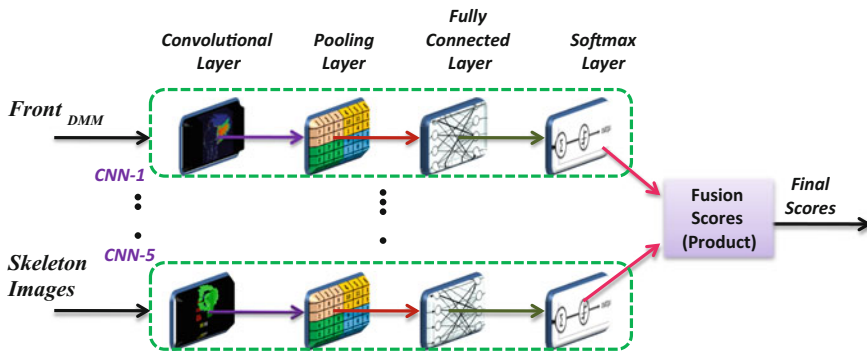 Convolutional
Layer
Pooling
Layer
Fully
Connected
Layer
Softmax
Layer
Front DMM
CNN-1
CNN-5
Skeleton
Images
Fusion
Scores
(Product)
Final
Scores